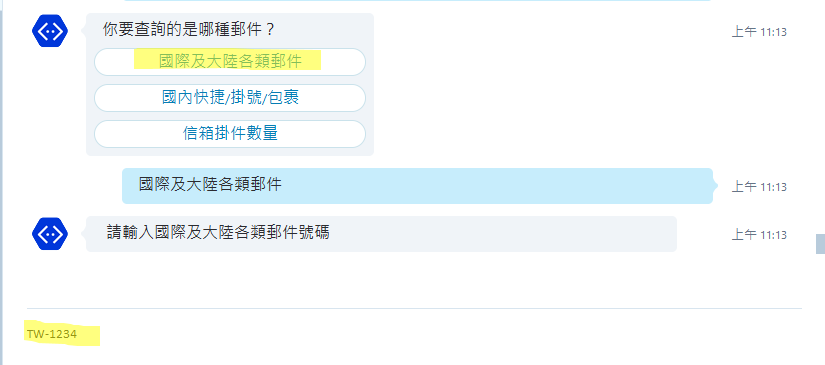 你要查詢的是哪種郵件？
上午 11:13
國際及大陸各類郵件
國內快捷/掛號/包裹
信箱掛件數量
國際及大陸各類郵件
上午 11:13
請輸入國際及大陸各類郵件號碼
上午 11:13
TW-1234